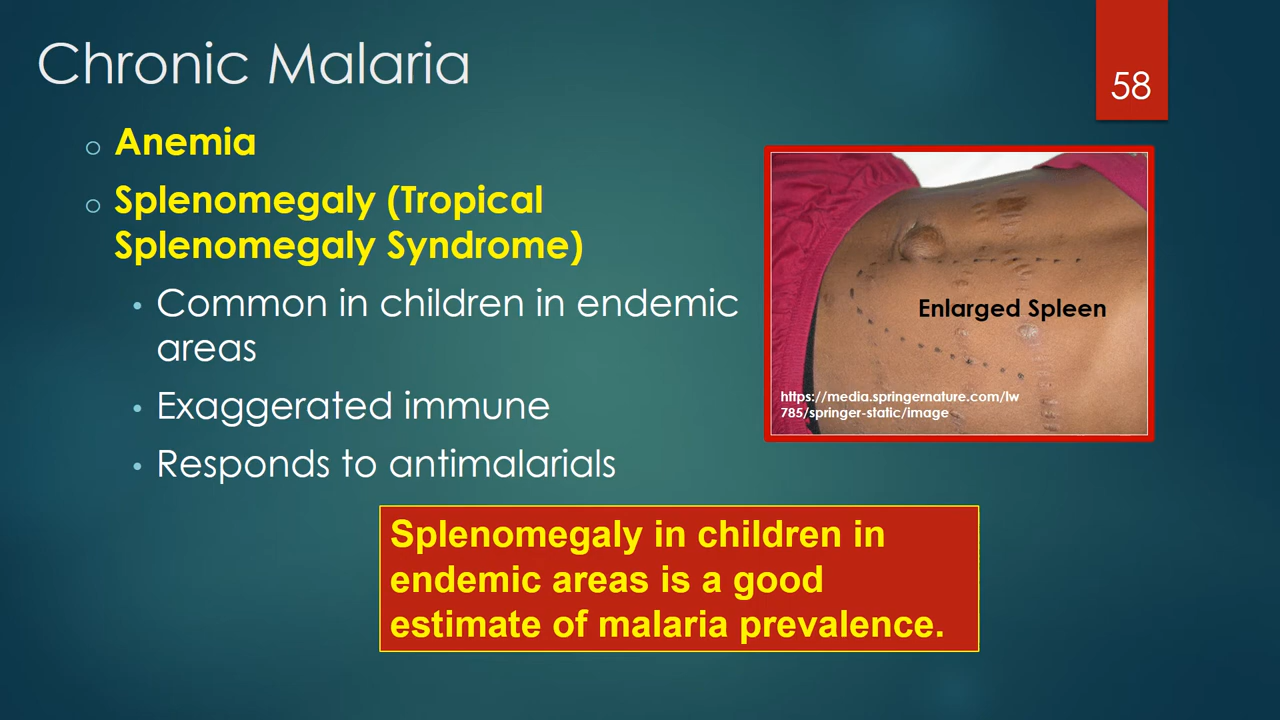 Chronic Malaria
58
Anemia
Splenomegaly (Tropical
Splenomegaly Syndrome)
Common in children in endemic
areas
Exaggerated immune
Responds to antimalarials
Enlarged Spleen
https://media.springernature.com/lw
785/springer-static/image
Splenomegaly in children in
endemic areas is a good
estimate of malaria prevalence.